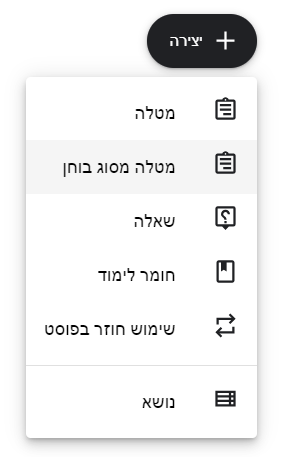 יצירה
מטלה
מטלה מסוג בוחן
שאלה
חומר לימוד
שימוש חוזר בפוסט
נושא